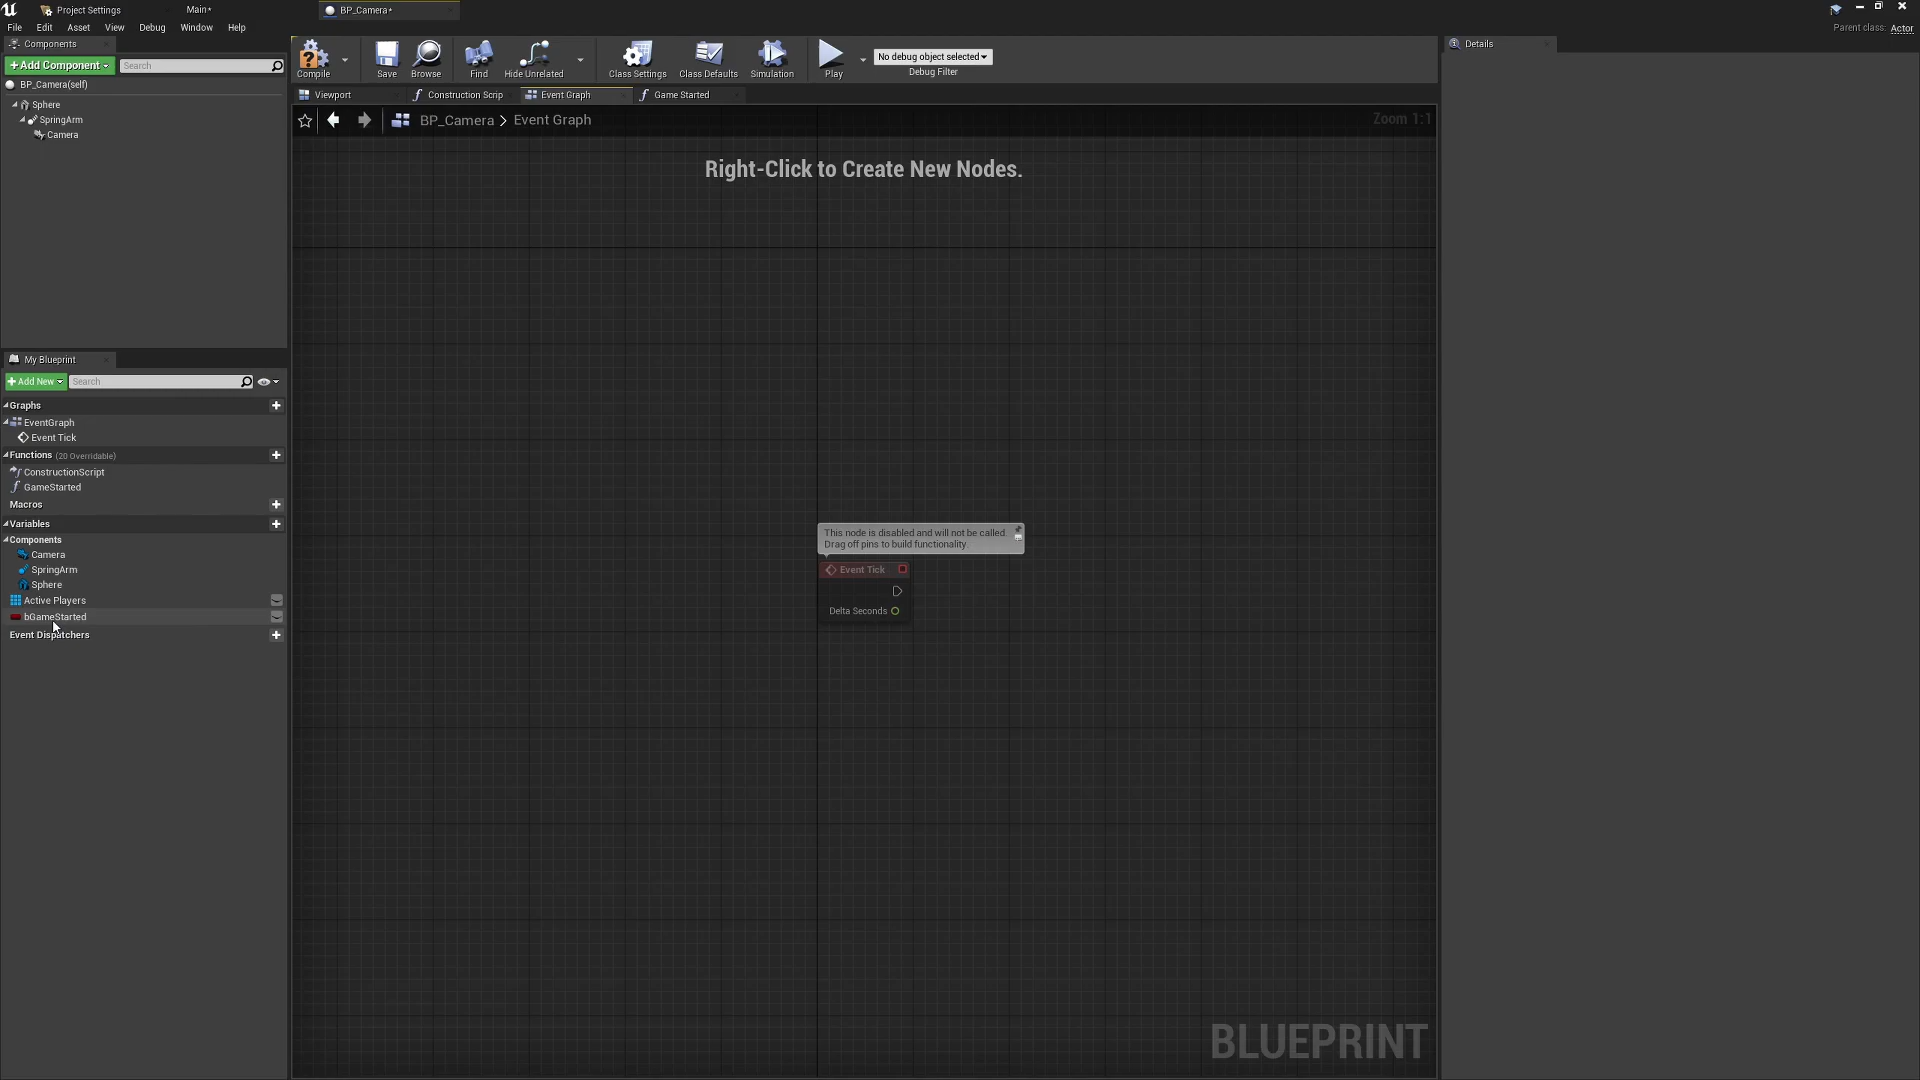 Project Settings
Main*
BP_Camera*
File Edit Asset View Debug Window Help
Parent class: Actor
Components
+Add Component
Search
BP_Camera(self)
Sphere
SpringArm
Camera
Compile
Save
Browse
Find
Hide Unrelated
Class Settings
Class Defaults
Simulation
Play
No debug object selected
Debug Filter
Details
Viewport
Construction Scrip
Event Graph
Game Started
BP_Camera > Event Graph
Zoom 1:1
Right-Click to Create New Nodes.
My Blueprint
+Add New
Search
Graphs
EventGraph
Event Tick
Functions (20 Overridable)
ConstructionScript
GameStarted
Macros
Variables
Components
Camera
SpringArm
Sphere
Active Players
bGameStarted
Event Dispatchers
This node is disabled and will not be called.
Drag off pins to build functionality.
Event Tick
Delta Seconds
BLUEPRINT